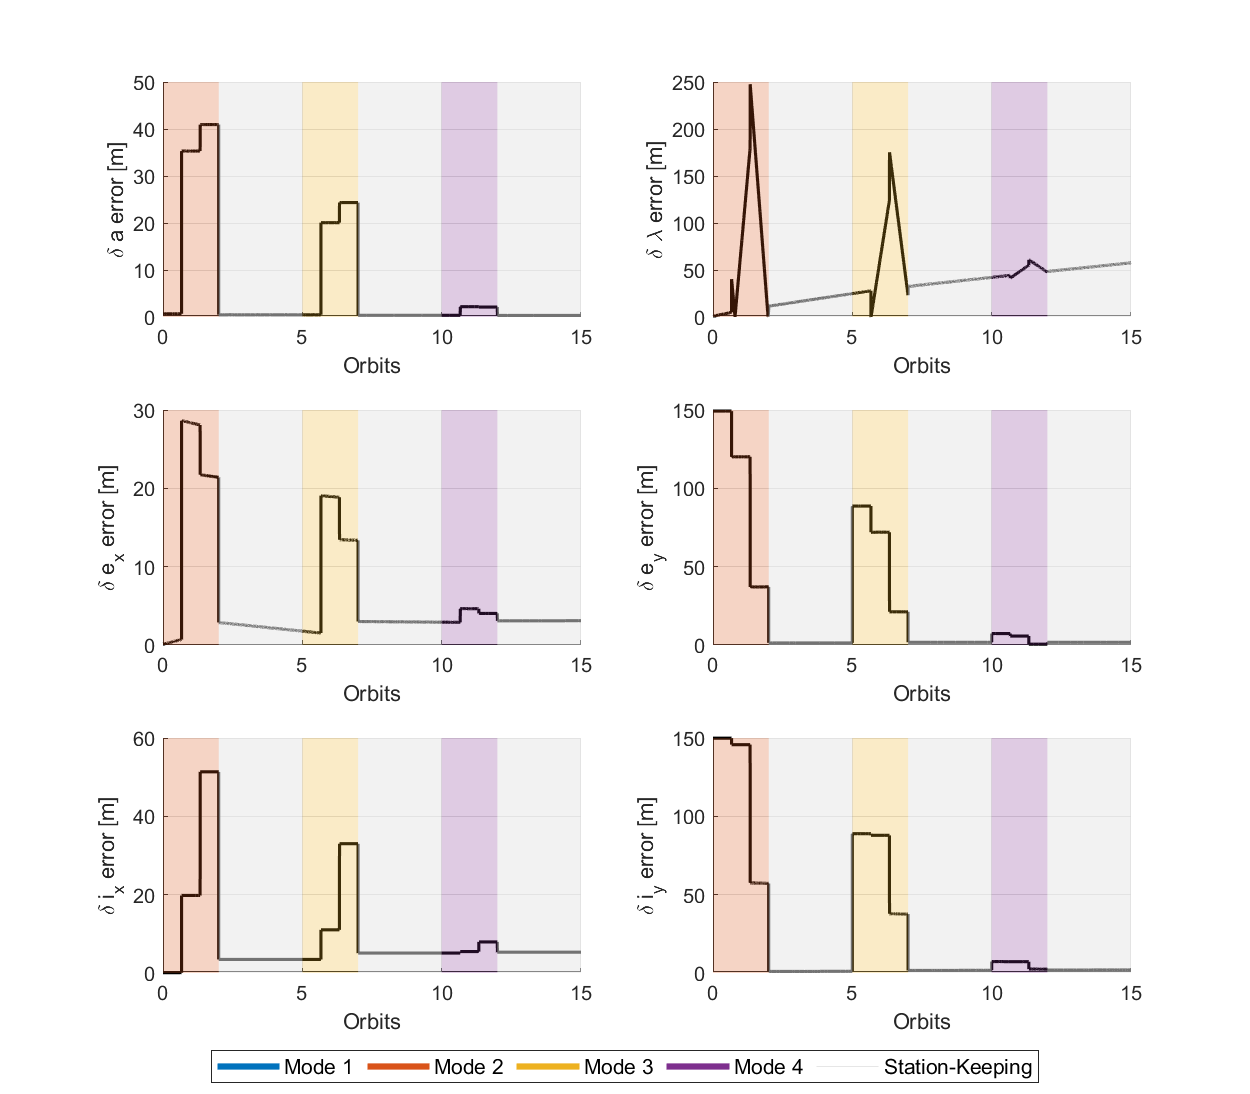 50
40
30
20
10
0
δ a error [m]
0 5 10 15
Orbits
250
200
150
100
50
0
δ λ error [m]
0 5 10 15
Orbits
30
20
10
0
δ e_x error [m]
0 5 10 15
Orbits
150
100
50
0
δ e_y error [m]
0 5 10 15
Orbits
60
40
20
0
δ i_x error [m]
0 5 10 15
Orbits
150
100
50
0
δ i_y error [m]
0 5 10 15
Orbits
Mode 1 Mode 2 Mode 3 Mode 4 Station-Keeping